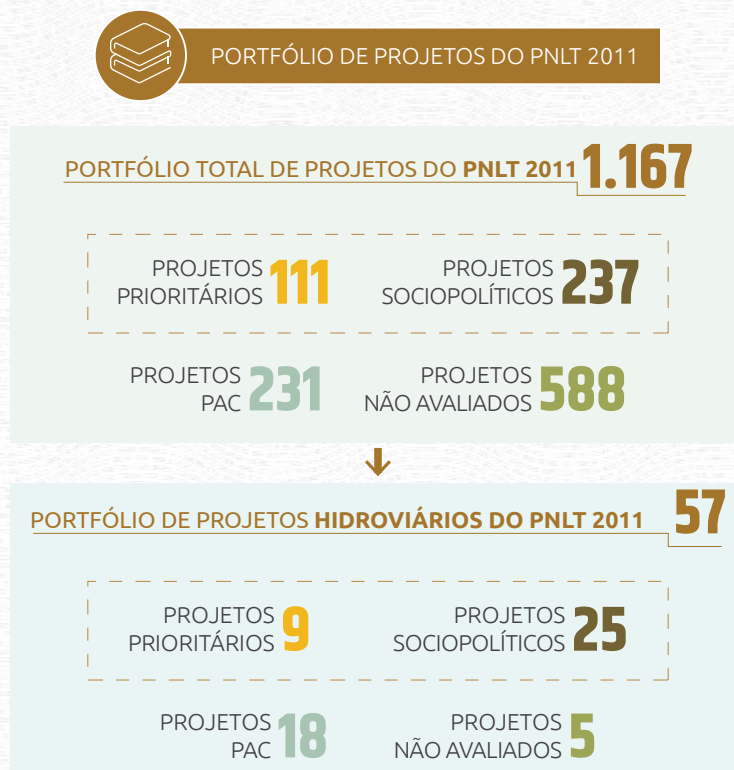 PORTFÓLIO DE PROJETOS DO PNLT 2011
PORTFÓLIO TOTAL DE PROJETOS DO PNLT 2011 1.167
PROJETOS
PRIORITÁRIOS 111
PROJETOS
SOCIOPOLÍTICOS 237
PROJETOS
PAC 231
PROJETOS
NÃO AVALIADOS 588
PORTFÓLIO DE PROJETOS HIDROVIÁRIOS DO PNLT 2011 57
PROJETOS
PRIORITÁRIOS 9
PROJETOS
SOCIOPOLÍTICOS 25
PROJETOS
PAC 18
PROJETOS
NÃO AVALIADOS 5